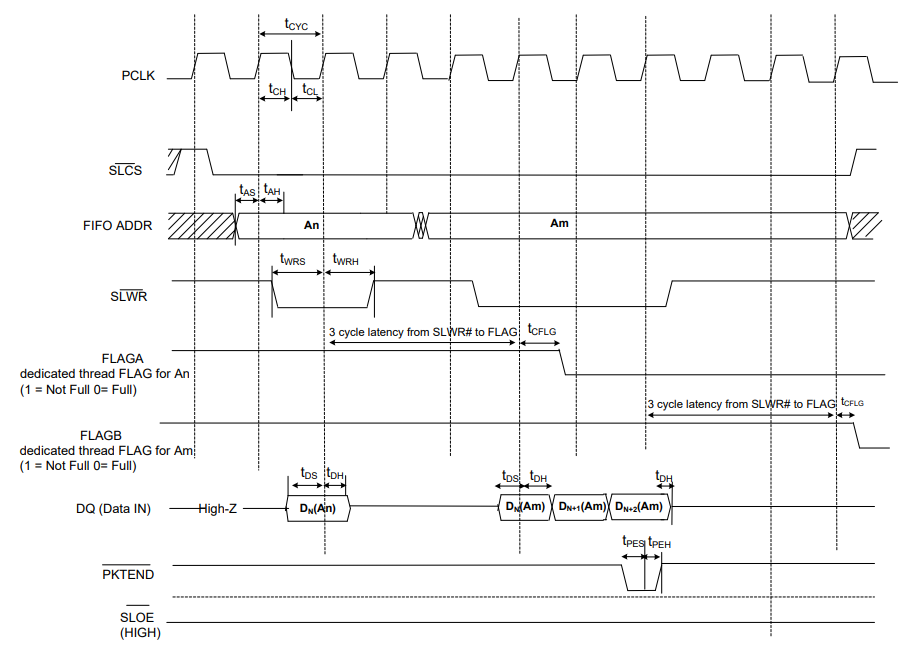 tCYC
PCLK
tCH
tCL
SLCS
tAS
tAH
FIFO ADDR
An
Am
tWRS
tWRH
SLWR
3 cycle latency from SLWR# to FLAG
tCFLG
FLAGA
dedicated thread FLAG for An
(1 = Not Full 0= Full)
3 cycle latency from SLWR# to FLAG
tCFLG
FLAGB
dedicated thread FLAG for Am
(1 = Not Full 0= Full)
tDS
tDH
tDS
tDH
tDH
DQ (Data IN)
High-Z
DN(An)
DN(Am)
DN+1(Am)
DN+2(Am)
tPES
tPEH
PKTEND
SLOE
(HIGH)